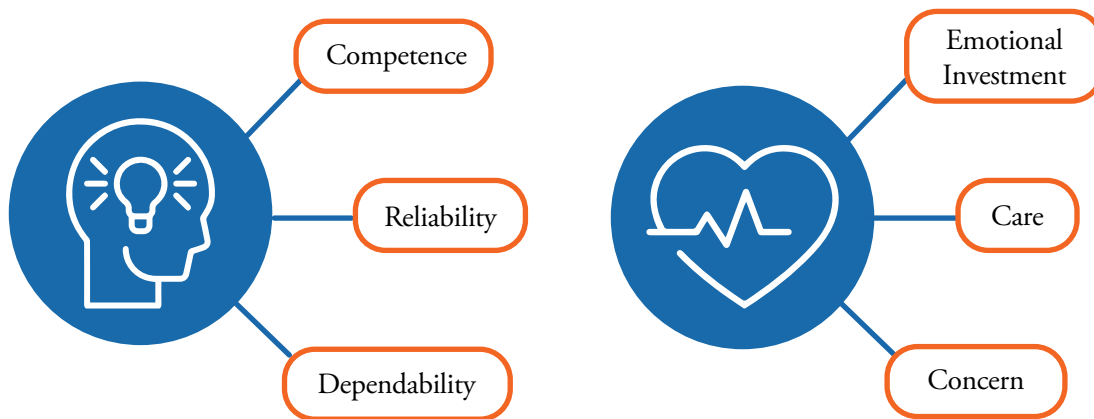 Competence
Reliability
Dependability
Emotional
Investment
Care
Concern